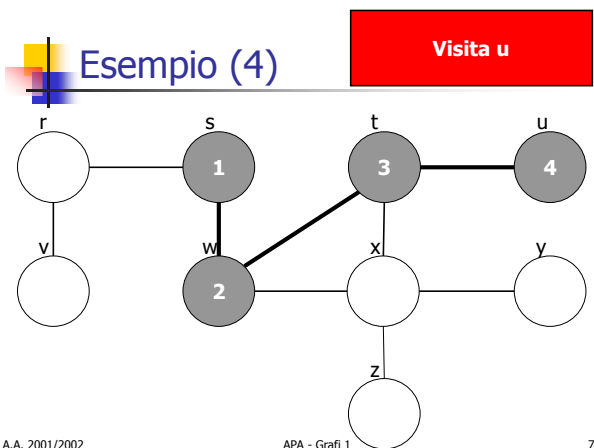 Esempio (4)
Visita u
r s t u
1 3 4
v w x y
2
z
A.A. 2001/2002 APA - Grafi 1 7